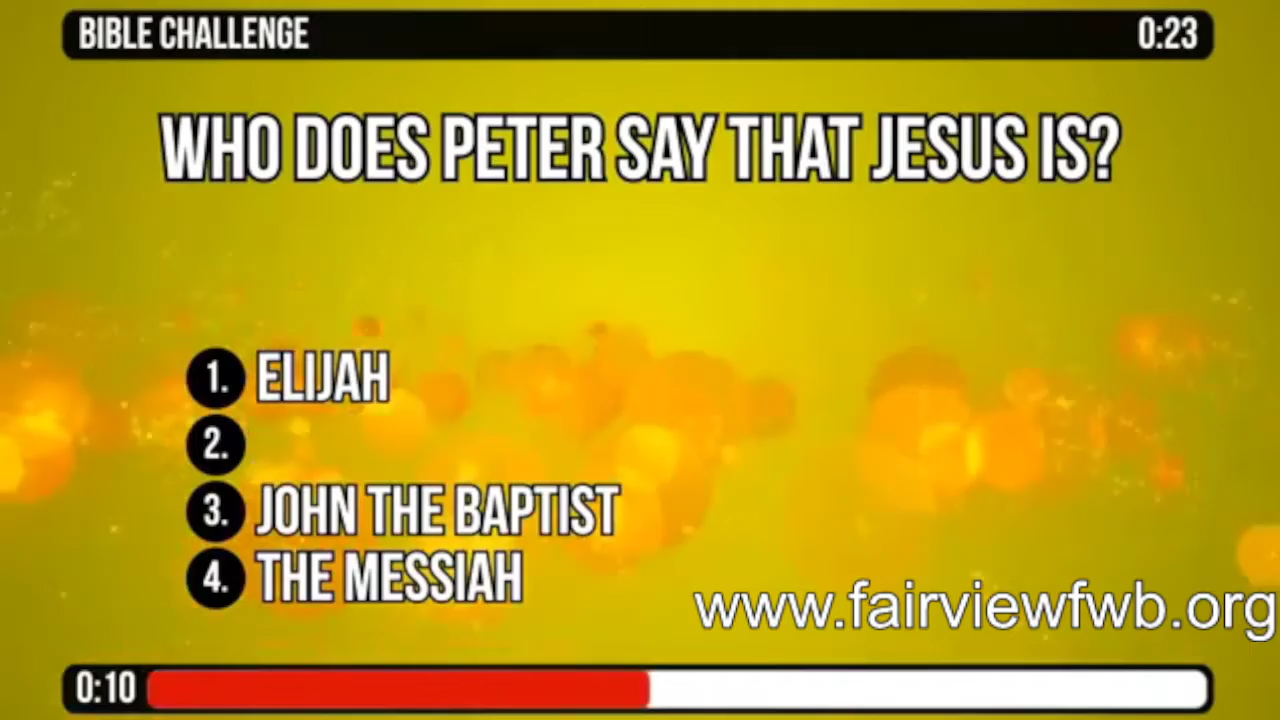 BIBLE CHALLENGE 0:23
WHO DOES PETER SAY THAT JESUS IS?
1. ELIJAH
2.
3. JOHN THE BAPTIST
4. THE MESSIAH
www.fairviewfwb.org
0:10